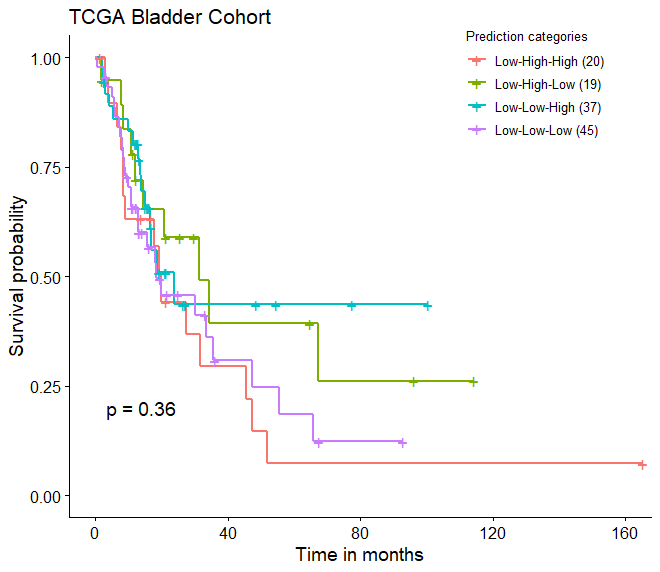 TCGA Bladder Cohort
Prediction categories
Low-High-High (20)
Low-High-Low (19)
Low-Low-High (37)
Low-Low-Low (45)
1.00
0.75
0.50
0.25
0.00
Survival probability
p = 0.36
0 40 80 120 160
Time in months